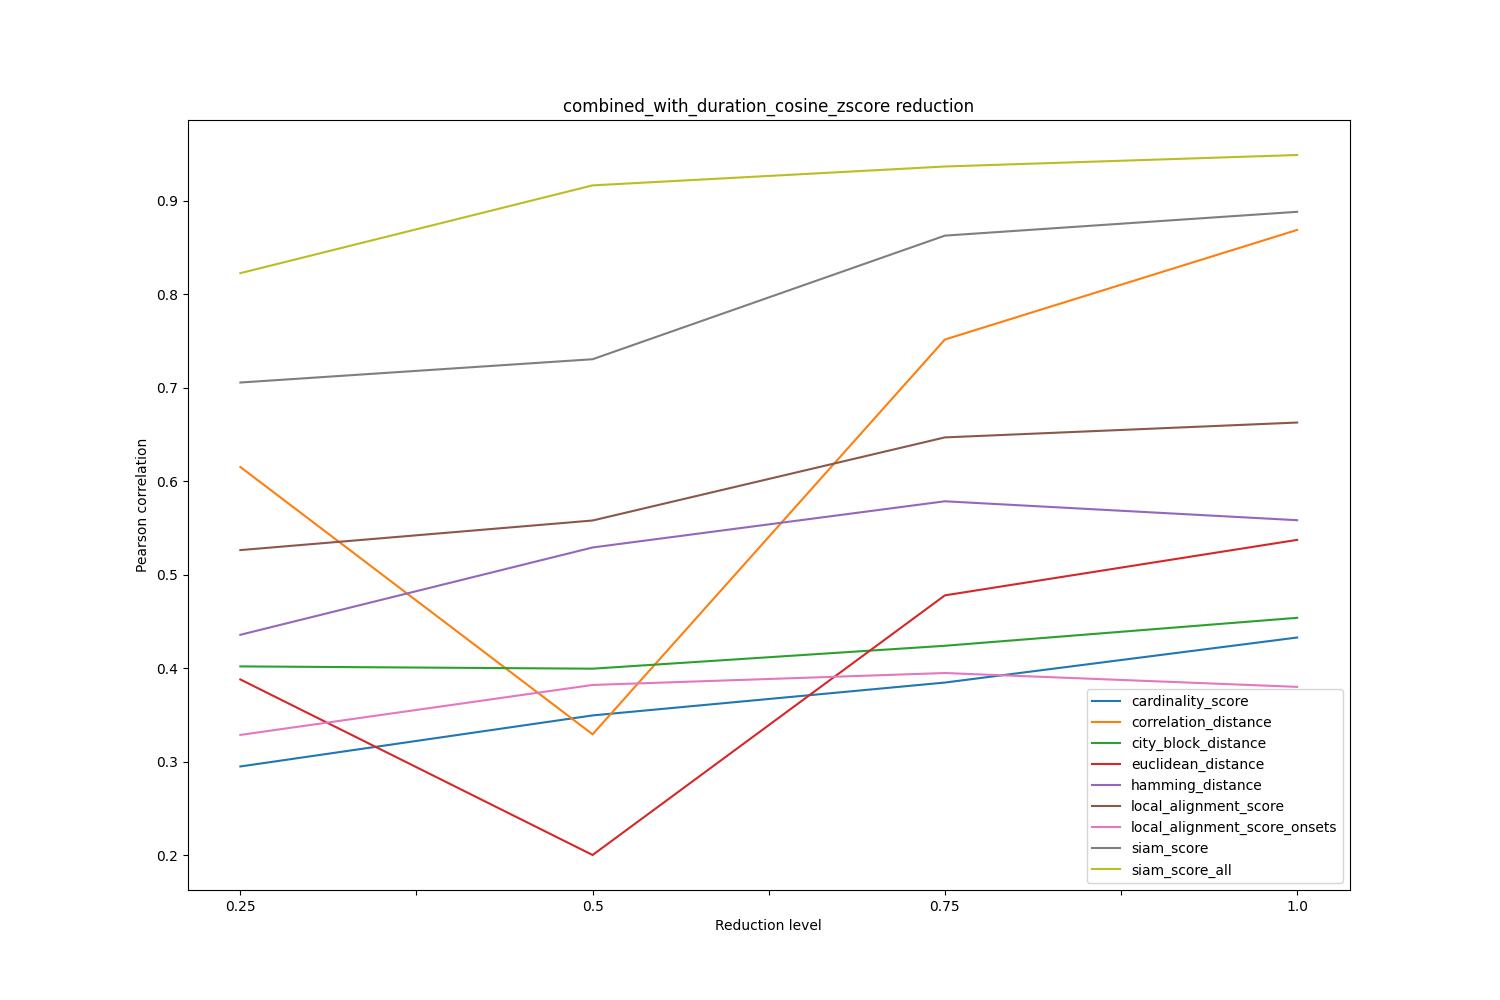 combined_with_duration_cosine_zscore reduction
0.9
0.8
0.7
0.6
0.5
0.4
0.3
0.2
Pearson correlation
0.25
0.5
0.75
1.0
Reduction level
cardinality_score
correlation_distance
city_block_distance
euclidean_distance
hamming_distance
local_alignment_score
local_alignment_score_onsets
siam_score
siam_score_all